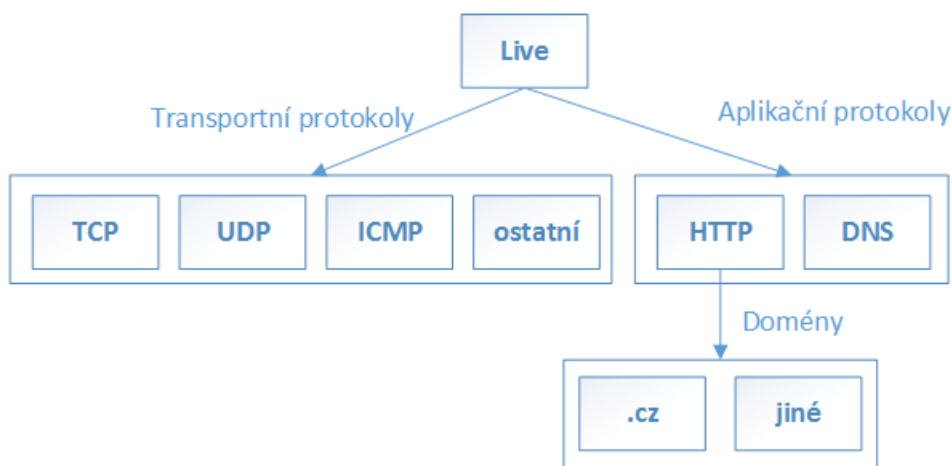 Live
Transportní protokoly
Aplikační protokoly
TCP
UDP
ICMP
ostatní
HTTP
DNS
Domény
.cz
jiné